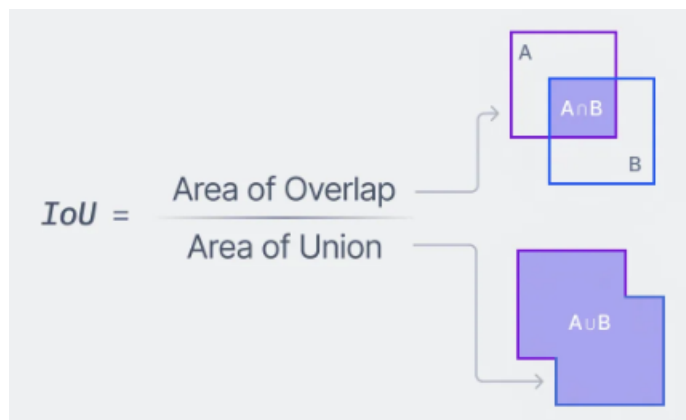 A
A∩B
B
Area of Overlap
IoU =
Area of Union
A∪B